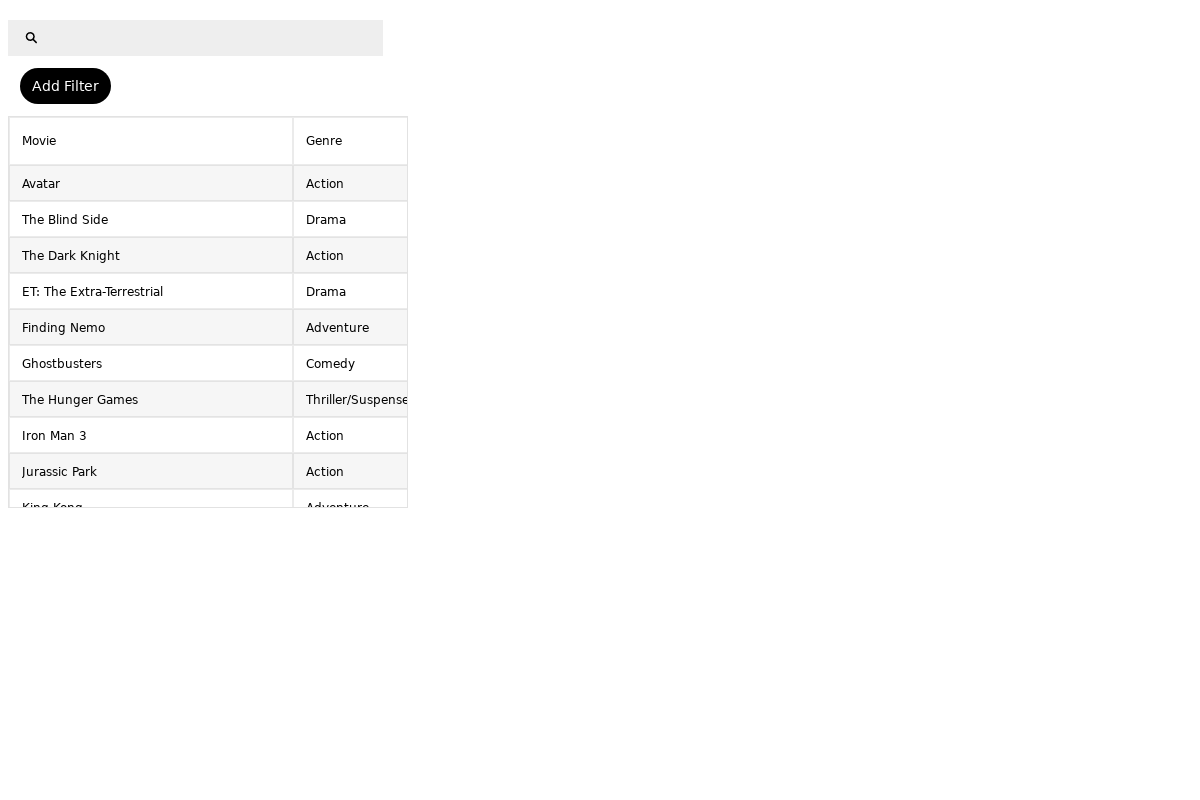 Add Filter
Movie Genre
Avatar Action
The Blind Side Drama
The Dark Knight Action
ET: The Extra-Terrestrial Drama
Finding Nemo Adventure
Ghostbusters Comedy
The Hunger Games Thriller/Suspense
Iron Man 3 Action
Jurassic Park Action
King Kong Adventure